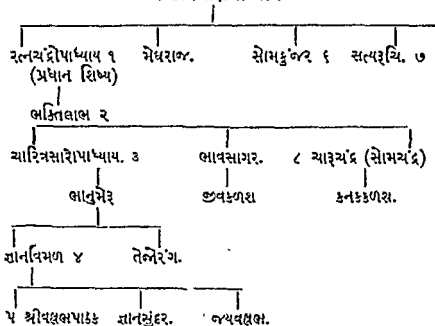 રત્નચંદ્રોપાધ્યાય ૧ મેઘરાજ. સોમકુંજર ૬ સત્યરૂચિ. ૭
(પ્રધાન શિષ્ય)
ભક્તિલાભ ૨
ચારિત્રસારોપાધ્યાય. ૩ ભાવસાગર. ૮ ચારૂચંદ્ર (સોમચંદ્ર)
ભાનુમેરૂ જીવકળશ કનકકળશ.
જ્ઞાનવિમળ ૪ તેજોરંગ.
૫ શ્રીવલ્લભપાઠક જ્ઞાનસુંદર. જયવલ્લભ.